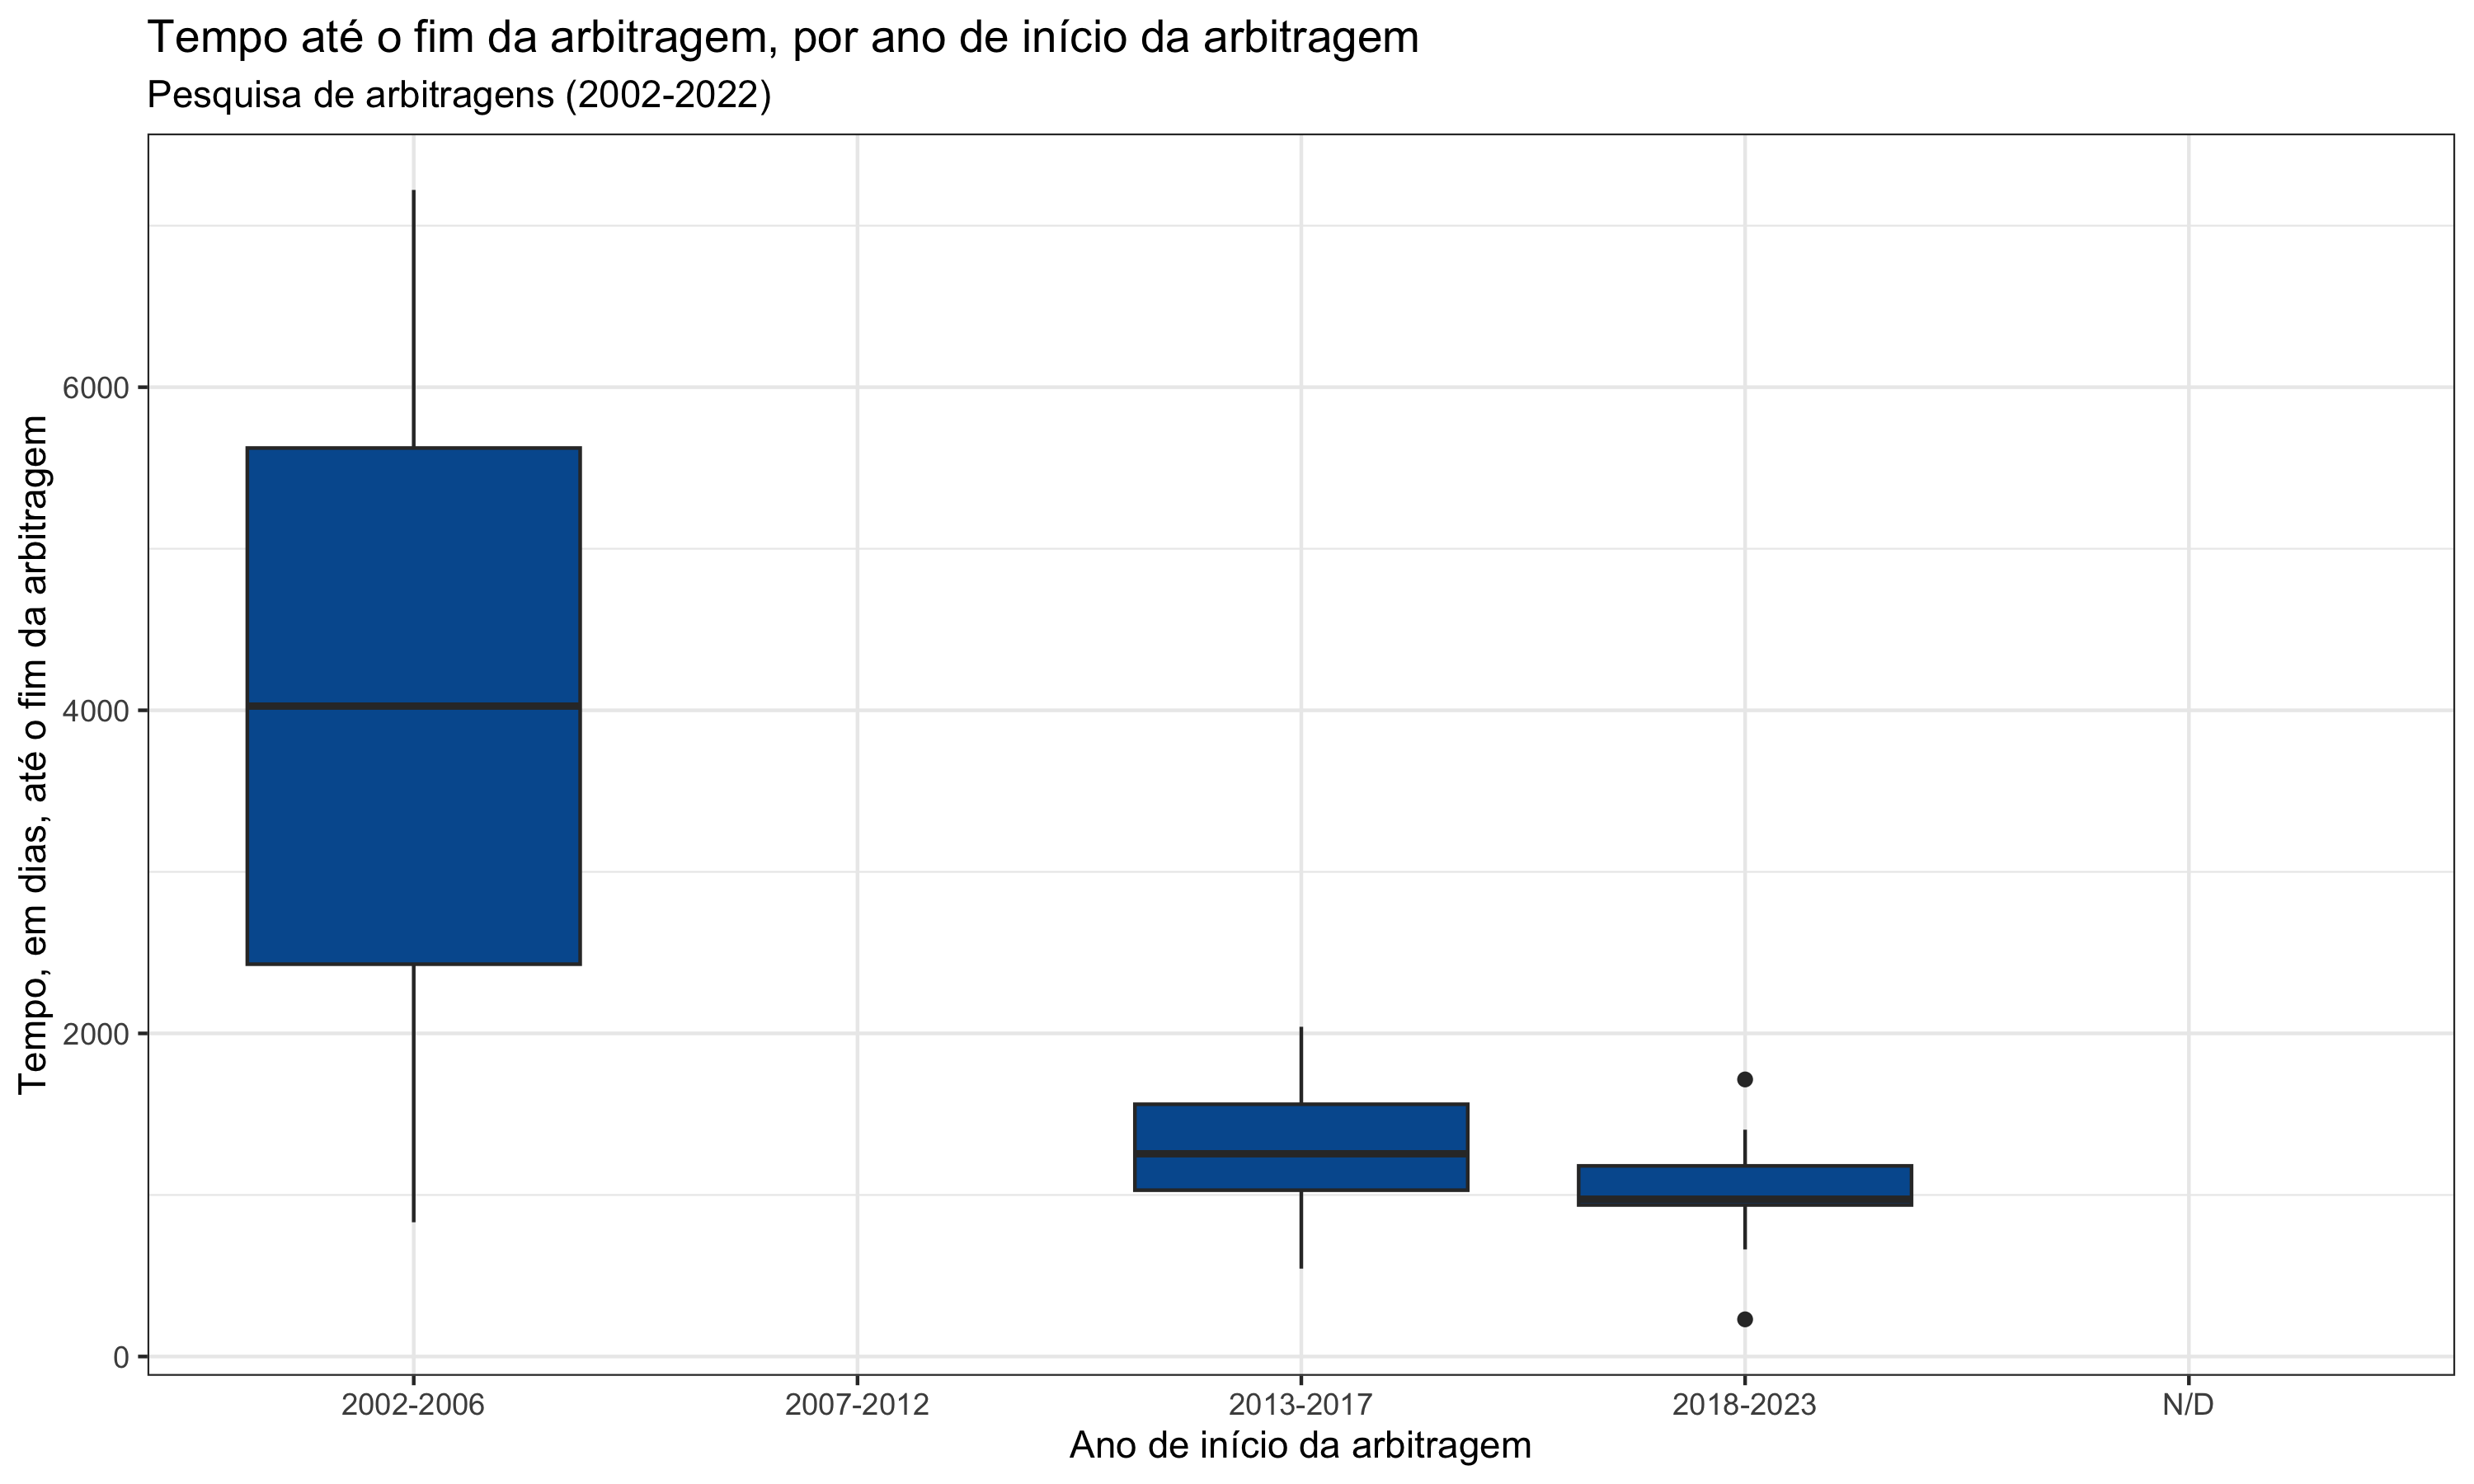 Tempo até o fim da arbitragem, por ano de início da arbitragem
Pesquisa de arbitragens (2002-2022)
Tempo, em dias, até o fim da arbitragem
6000
4000
2000
0
2002-2006
2007-2012
2013-2017
2018-2023
N/D
Ano de início da arbitragem